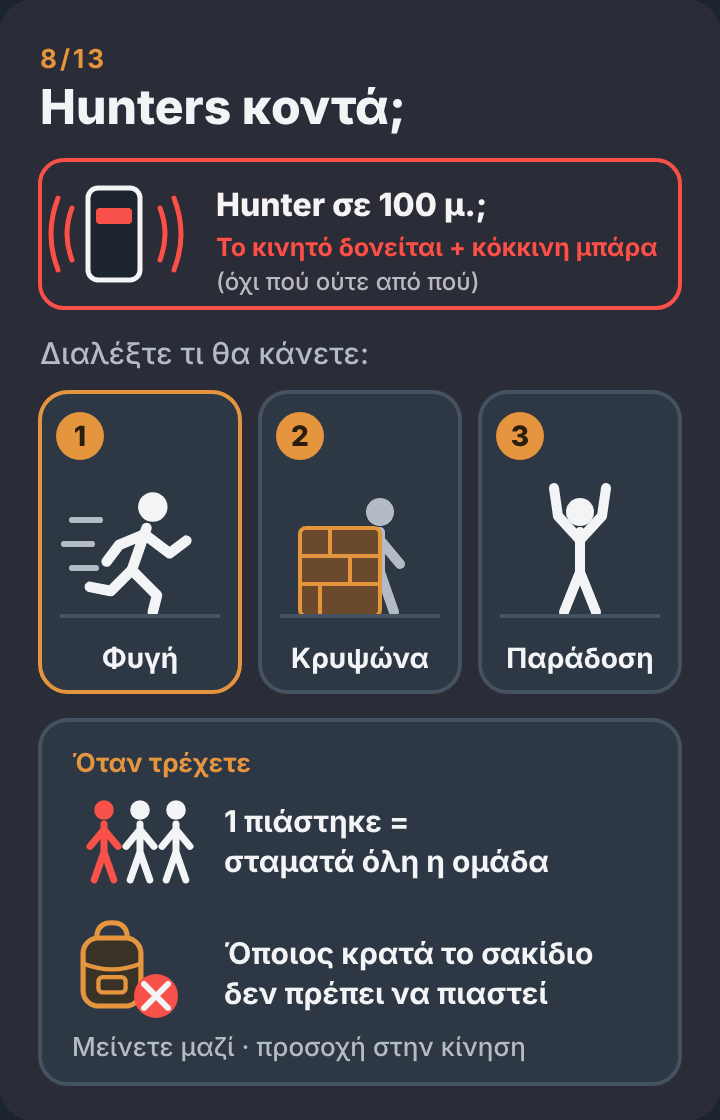 8/13
Hunters κοντά;
Hunter σε 100 μ.;
Το κινητό δονείται + κόκκινη μπάρα
(όχι πού ούτε από πού)
Διαλέξτε τι θα κάνετε:
1
2
3
Φυγή
Κρυψώνα
Παράδοση
Όταν τρέχετε
1 πιάστηκε =
σταματά όλη η ομάδα
Όποιος κρατά το σακίδιο
δεν πρέπει να πιαστεί
Μείνετε μαζί · προσοχή στην κίνηση